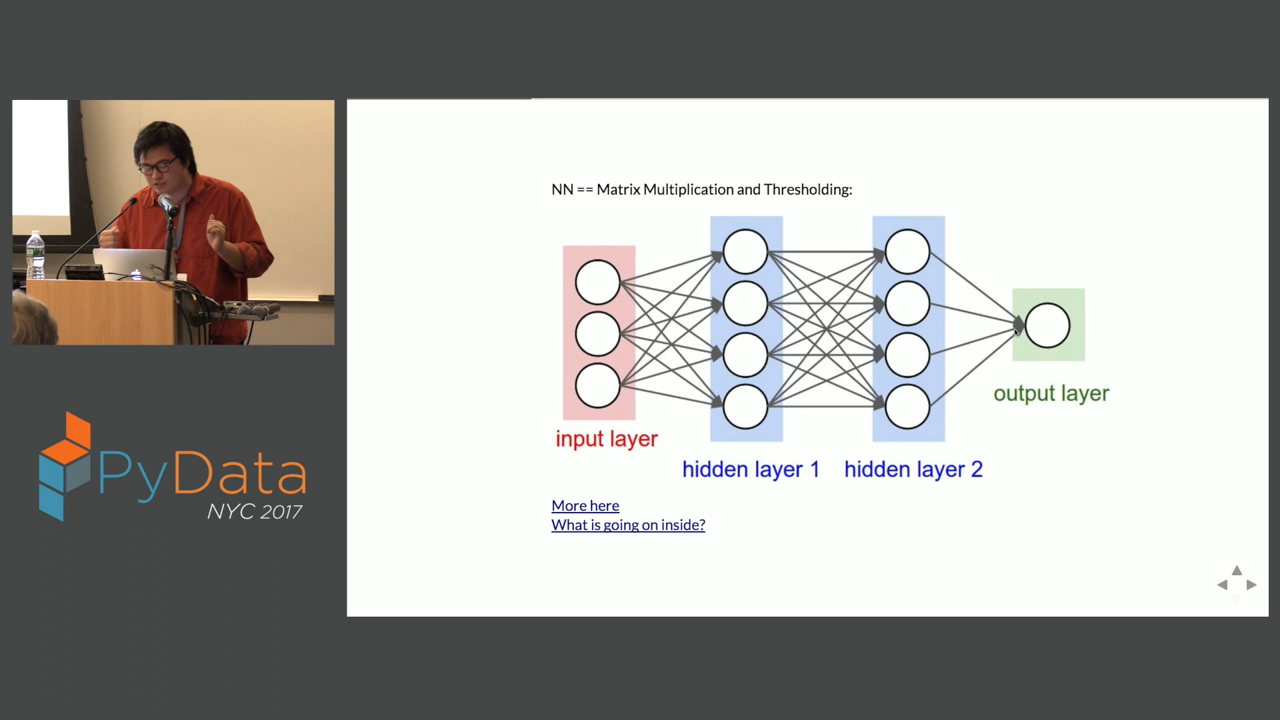 NN == Matrix Multiplication and Thresholding:
input layer
hidden layer 1
hidden layer 2
output layer
More here
What is going on inside?
PyData
NYC 2017